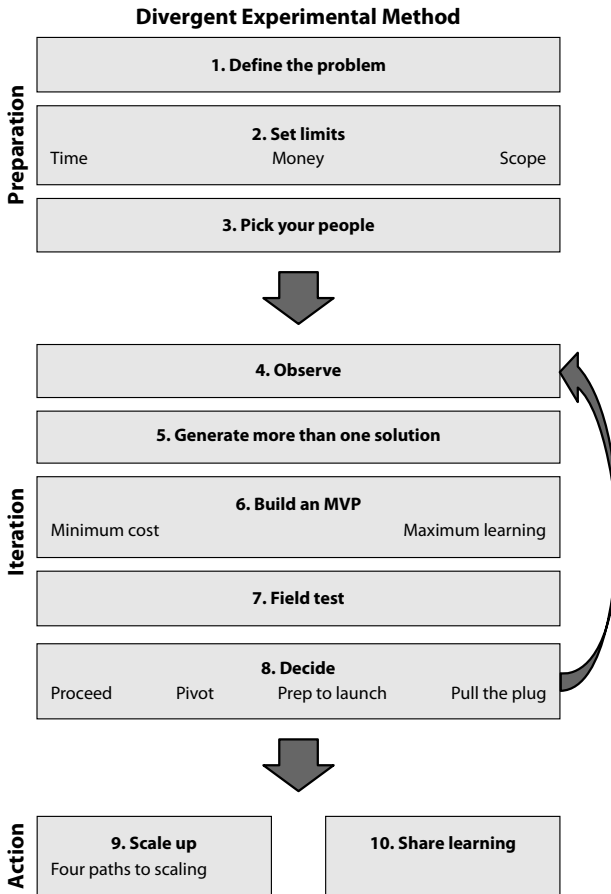 Divergent Experimental Method
Preparation
1. Define the problem
2. Set limits
Time Money Scope
3. Pick your people
Iteration
4. Observe
5. Generate more than one solution
6. Build an MVP
Minimum cost Maximum learning
7. Field test
8. Decide
Proceed Pivot Prep to launch Pull the plug
Action
9. Scale up
Four paths to scaling
10. Share learning